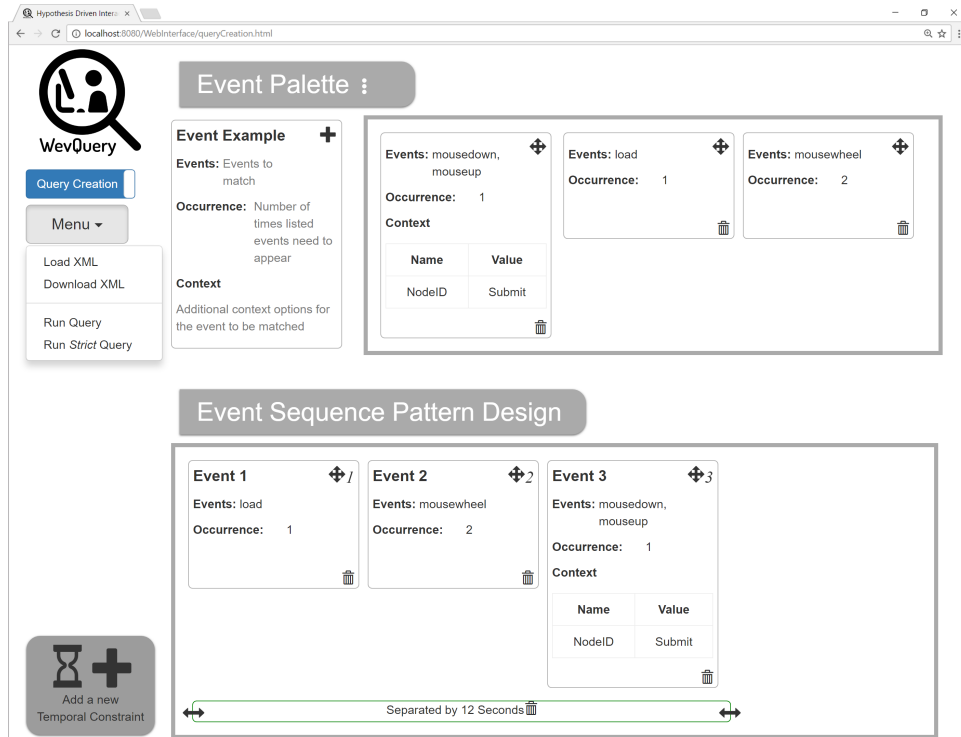 Hypothesis Driven Intera
localhost:8080/WebInterface/queryCreation.html
WevQuery
Query Creation
Menu
Load XML
Download XML
Run Query
Run Strict Query
Event Palette
Event Example
Events: Events to
match
Occurrence: Number of
times listed
events need to
appear
Context
Additional context options for
the event to be matched
Events: mousedown,
mouseup
Occurrence: 1
Context
Name Value
NodeID Submit
Events: load
Occurrence: 1
Events: mousewheel
Occurrence: 2
Event Sequence Pattern Design
Event 1 1
Events: load
Occurrence: 1
Event 2 2
Events: mousewheel
Occurrence: 2
Event 3 3
Events: mousedown,
mouseup
Occurrence: 1
Context
Name Value
NodeID Submit
Separated by 12 Seconds
Add a new
Temporal Constraint